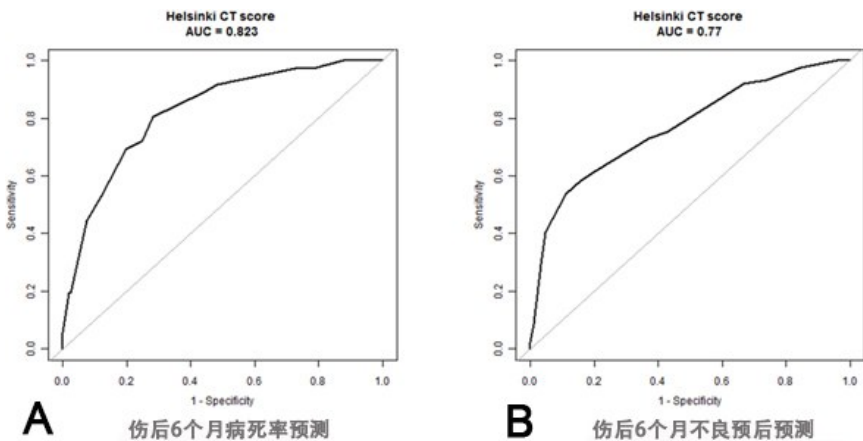 Helsinki CT score
AUC = 0.823
1.0
0.8
0.6
0.4
0.2
0.0
Sensitivity
0.0 0.2 0.4 0.6 0.8 1.0
1 - Specificity
A 伤后6个月病死率预测
Helsinki CT score
AUC = 0.77
1.0
0.8
0.6
0.4
0.2
0.0
Sensitivity
0.0 0.2 0.4 0.6 0.8 1.0
1 - Specificity
B 伤后6个月不良预后预测